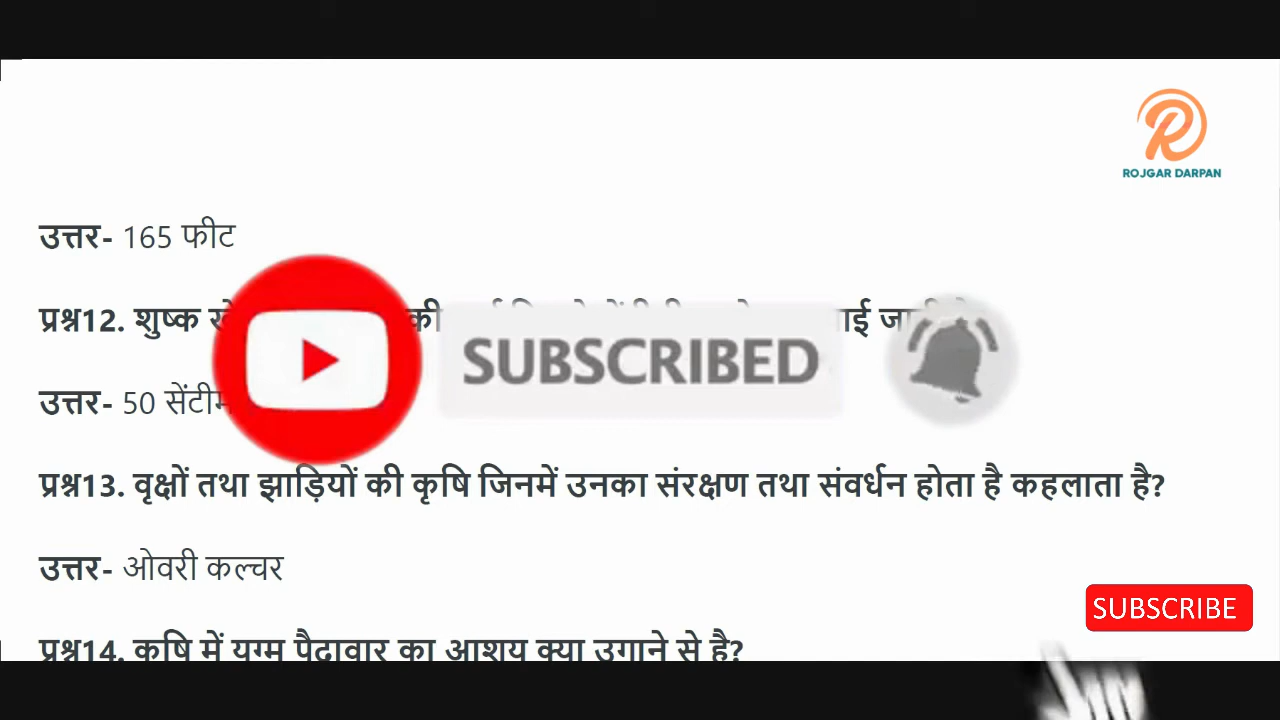 ROJGAR DARPAN
उत्तर- 165 फीट
प्रश्न12. शुष्क की
उत्तर- 50
SUBSCRIBED
प्रश्न13. वृक्षों तथा झाड़ियों की कृषि जिनमें उनका संरक्षण तथा संवर्धन होता है कहलाता है?
उत्तर- ओवरी कल्चर
SUBSCRIBE
प्रश्न14. कृषि में युग्म पैदावार का आशय क्या उगाने से है?